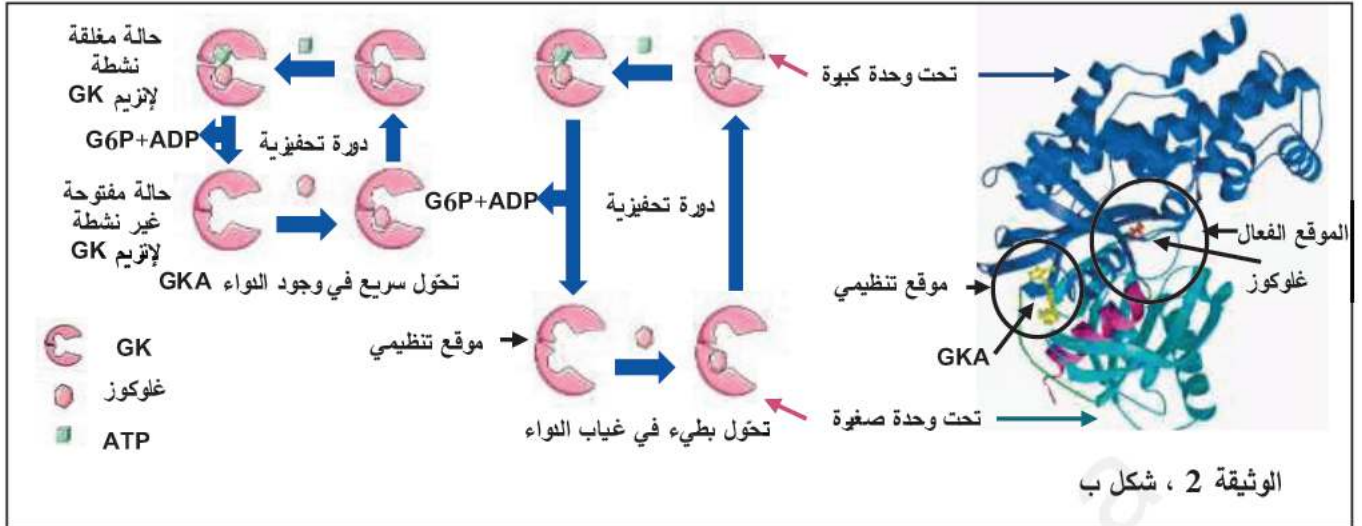 حالة مغلقة
نشطة
لإنزيم GK
ATP
ATP
تحت وحدة كبيرة
G6P+ADP
دورة تحفيزية
حالة مفتوحة
غير نشطة
لإنزيم GK
تحوّل سريع في وجود الدواء GKA
G6P+ADP
دورة تحفيزية
موقع تنظيمي
تحوّل بطيء في غياب الدواء
الموقع الفعال
غلوكوز
موقع تنظيمي
GKA
تحت وحدة صغيرة
GK
غلوكوز
ATP
الوثيقة 2 ، شكل ب